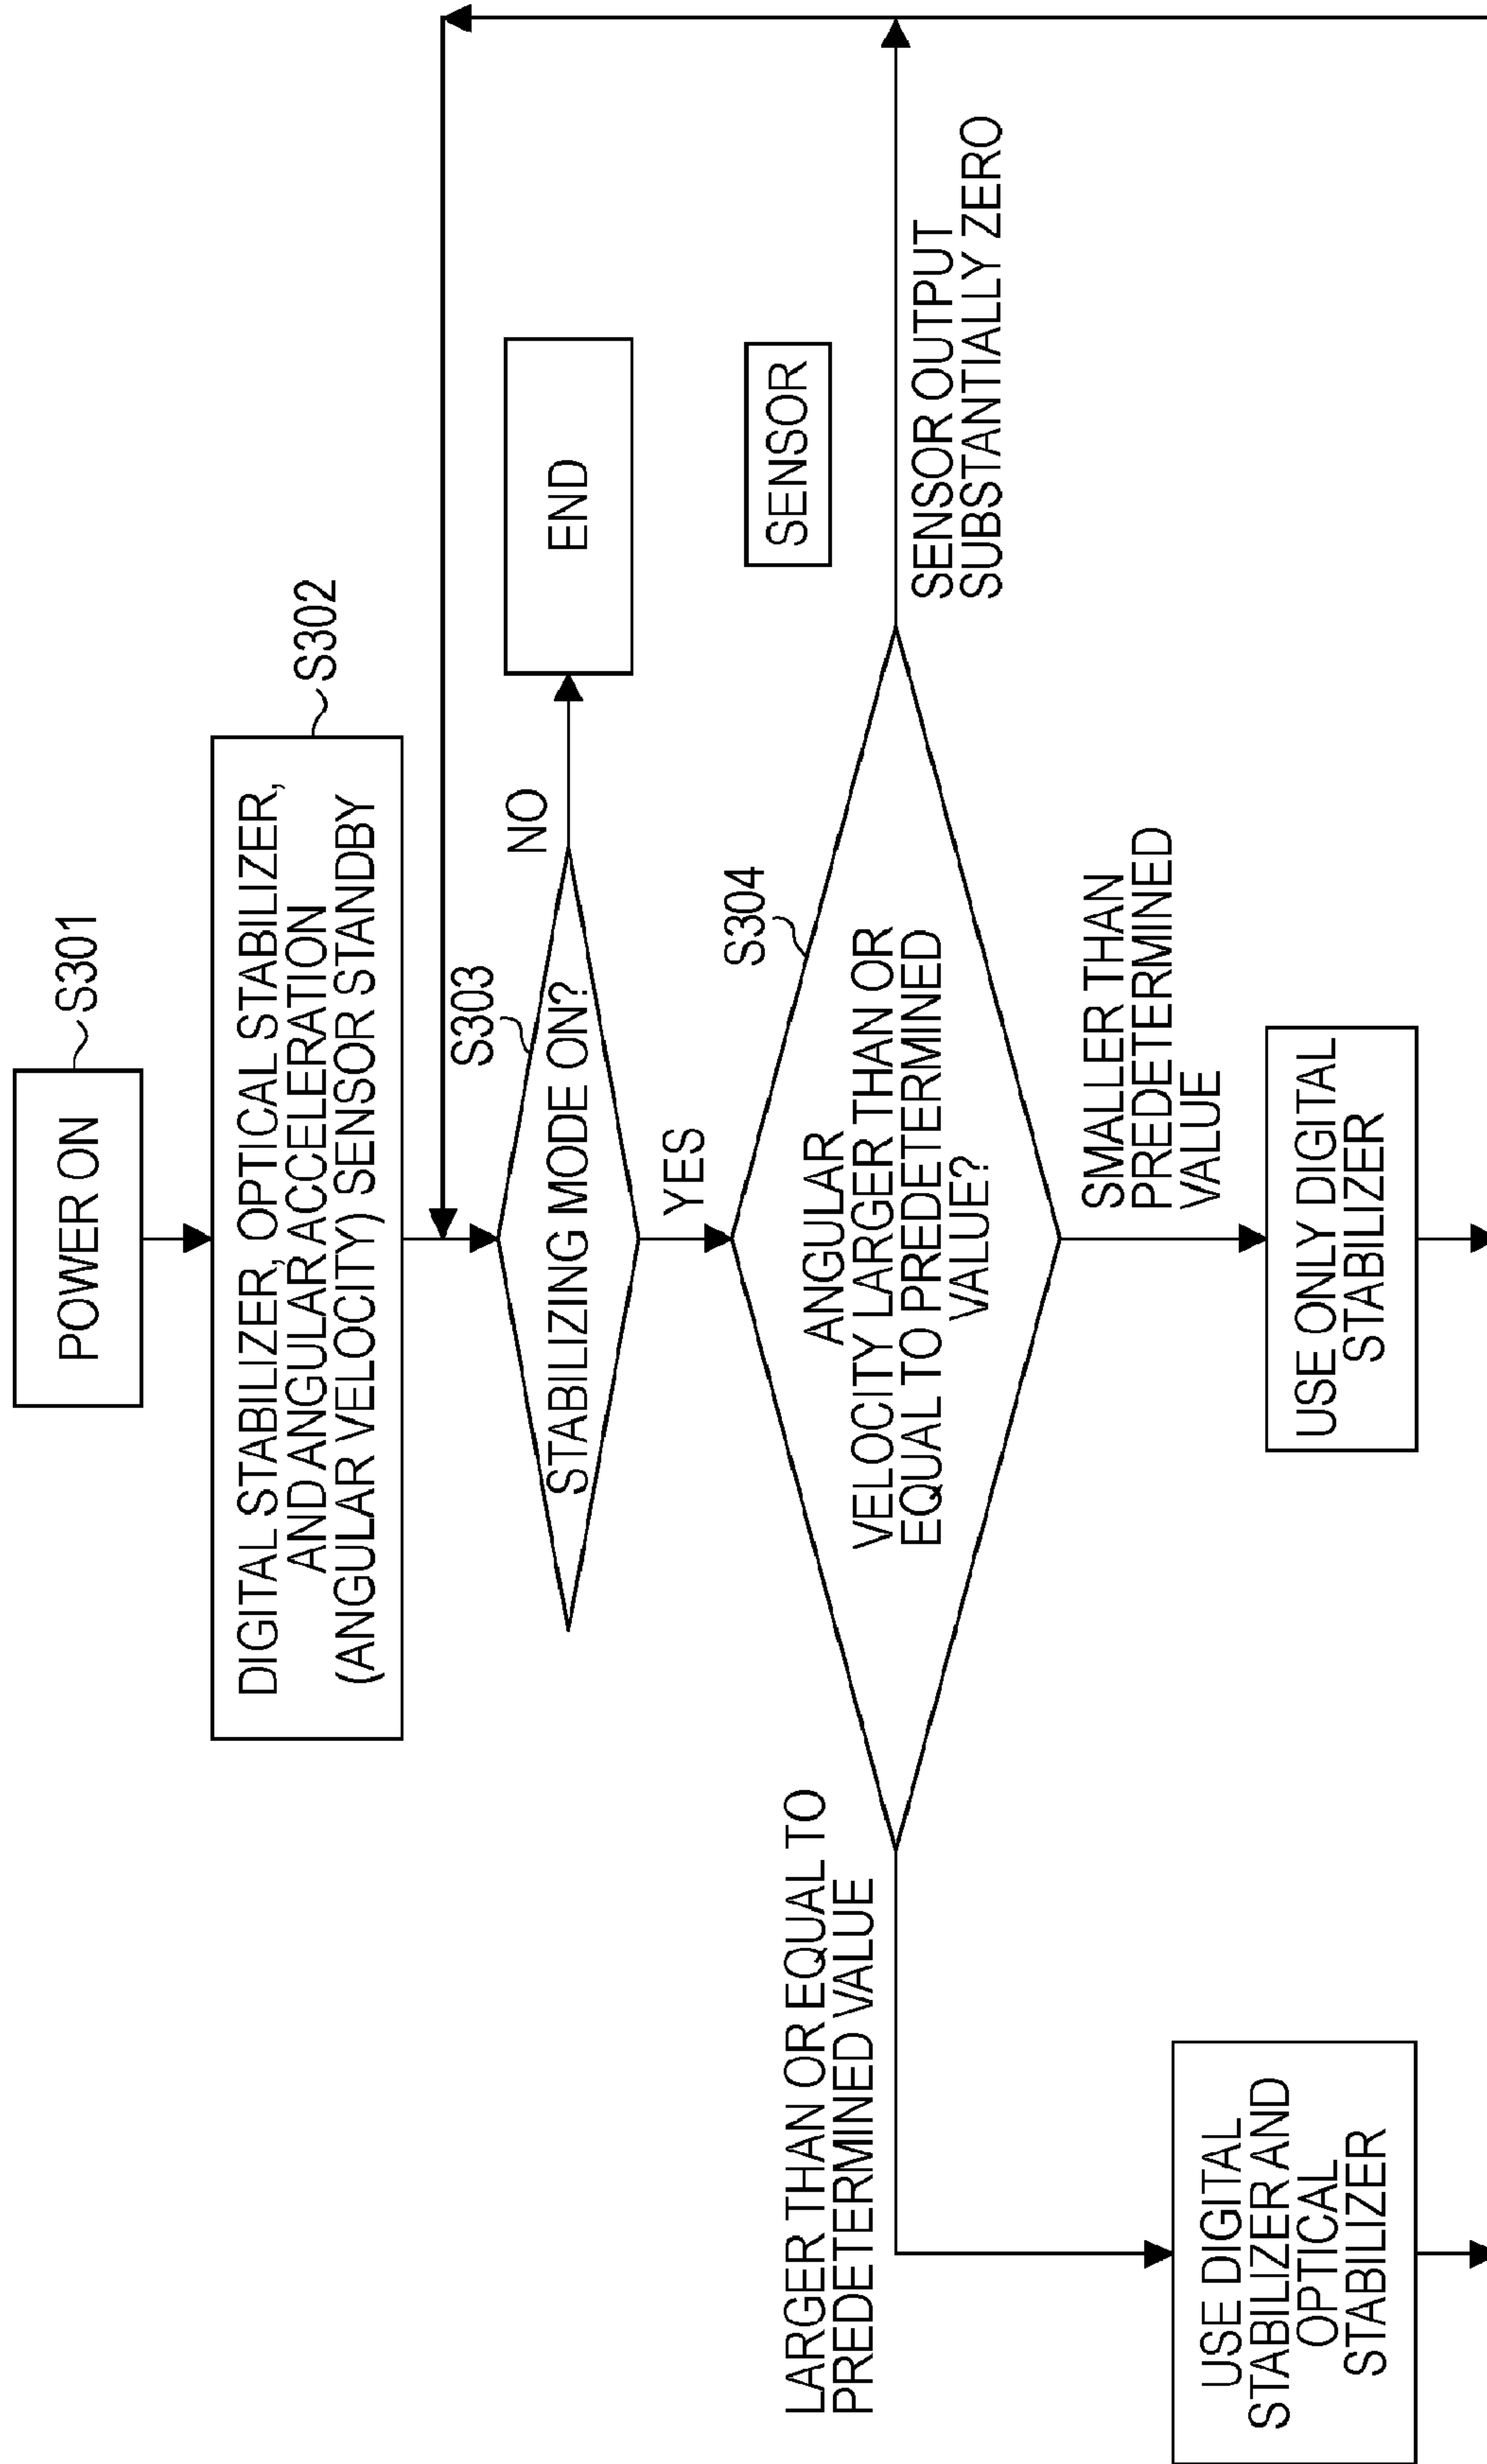 POWER ON
S301
DIGITAL STABILIZER, OPTICAL STABILIZER,
AND ANGULAR ACCELERATION
(ANGULAR VELOCITY) SENSOR STANDBY
S302
S303
STABILIZING MODE ON?
NO
END
YES
S304
SENSOR
ANGULAR
VELOCITY LARGER THAN OR
EQUAL TO PREDETERMINED
VALUE?
LARGER THAN OR EQUAL TO
PREDETERMINED VALUE
SENSOR OUTPUT
SUBSTANTIALLY ZERO
SMALLER THAN
PREDETERMINED
VALUE
USE DIGITAL
STABILIZER AND
OPTICAL
STABILIZER
USE ONLY DIGITAL
STABILIZER